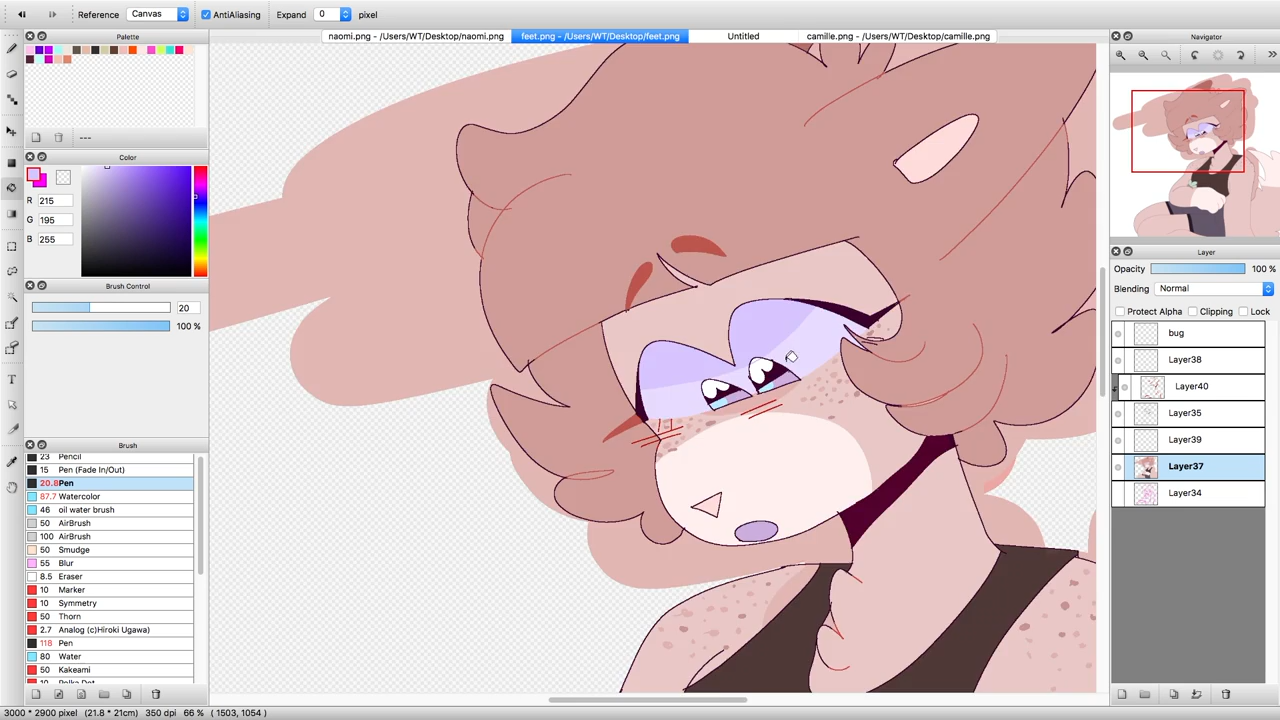 Reference Canvas AntiAliasing Expand 0 pixel
naomi.png - /Users/WT/Desktop/naomi.png
feet.png - /Users/WT/Desktop/feet.png
Untitled
camille.png - /Users/WT/Desktop/camille.png
Palette
---
Color
R 215
G 195
B 255
Brush Control
20
100 %
Brush
23 Pencil
15 Pen (Fade In/Out)
20.8 Pen
87.7 Watercolor
46 oil water brush
50 AirBrush
100 AirBrush
50 Smudge
55 Blur
8.5 Eraser
10 Marker
10 Symmetry
50 Thorn
2.7 Analog (c)Hiroki Ugawa)
118 Pen
80 Water
50 Kakeami
10 Polka Dot
Navigator
Layer
Opacity 100 %
Blending Normal
Protect Alpha Clipping Lock
bug
Layer38
Layer40
Layer35
Layer39
Layer37
Layer34
3000 * 2900 pixel (21.8 * 21cm) 350 dpi 66 % ( 1503, 1054 )